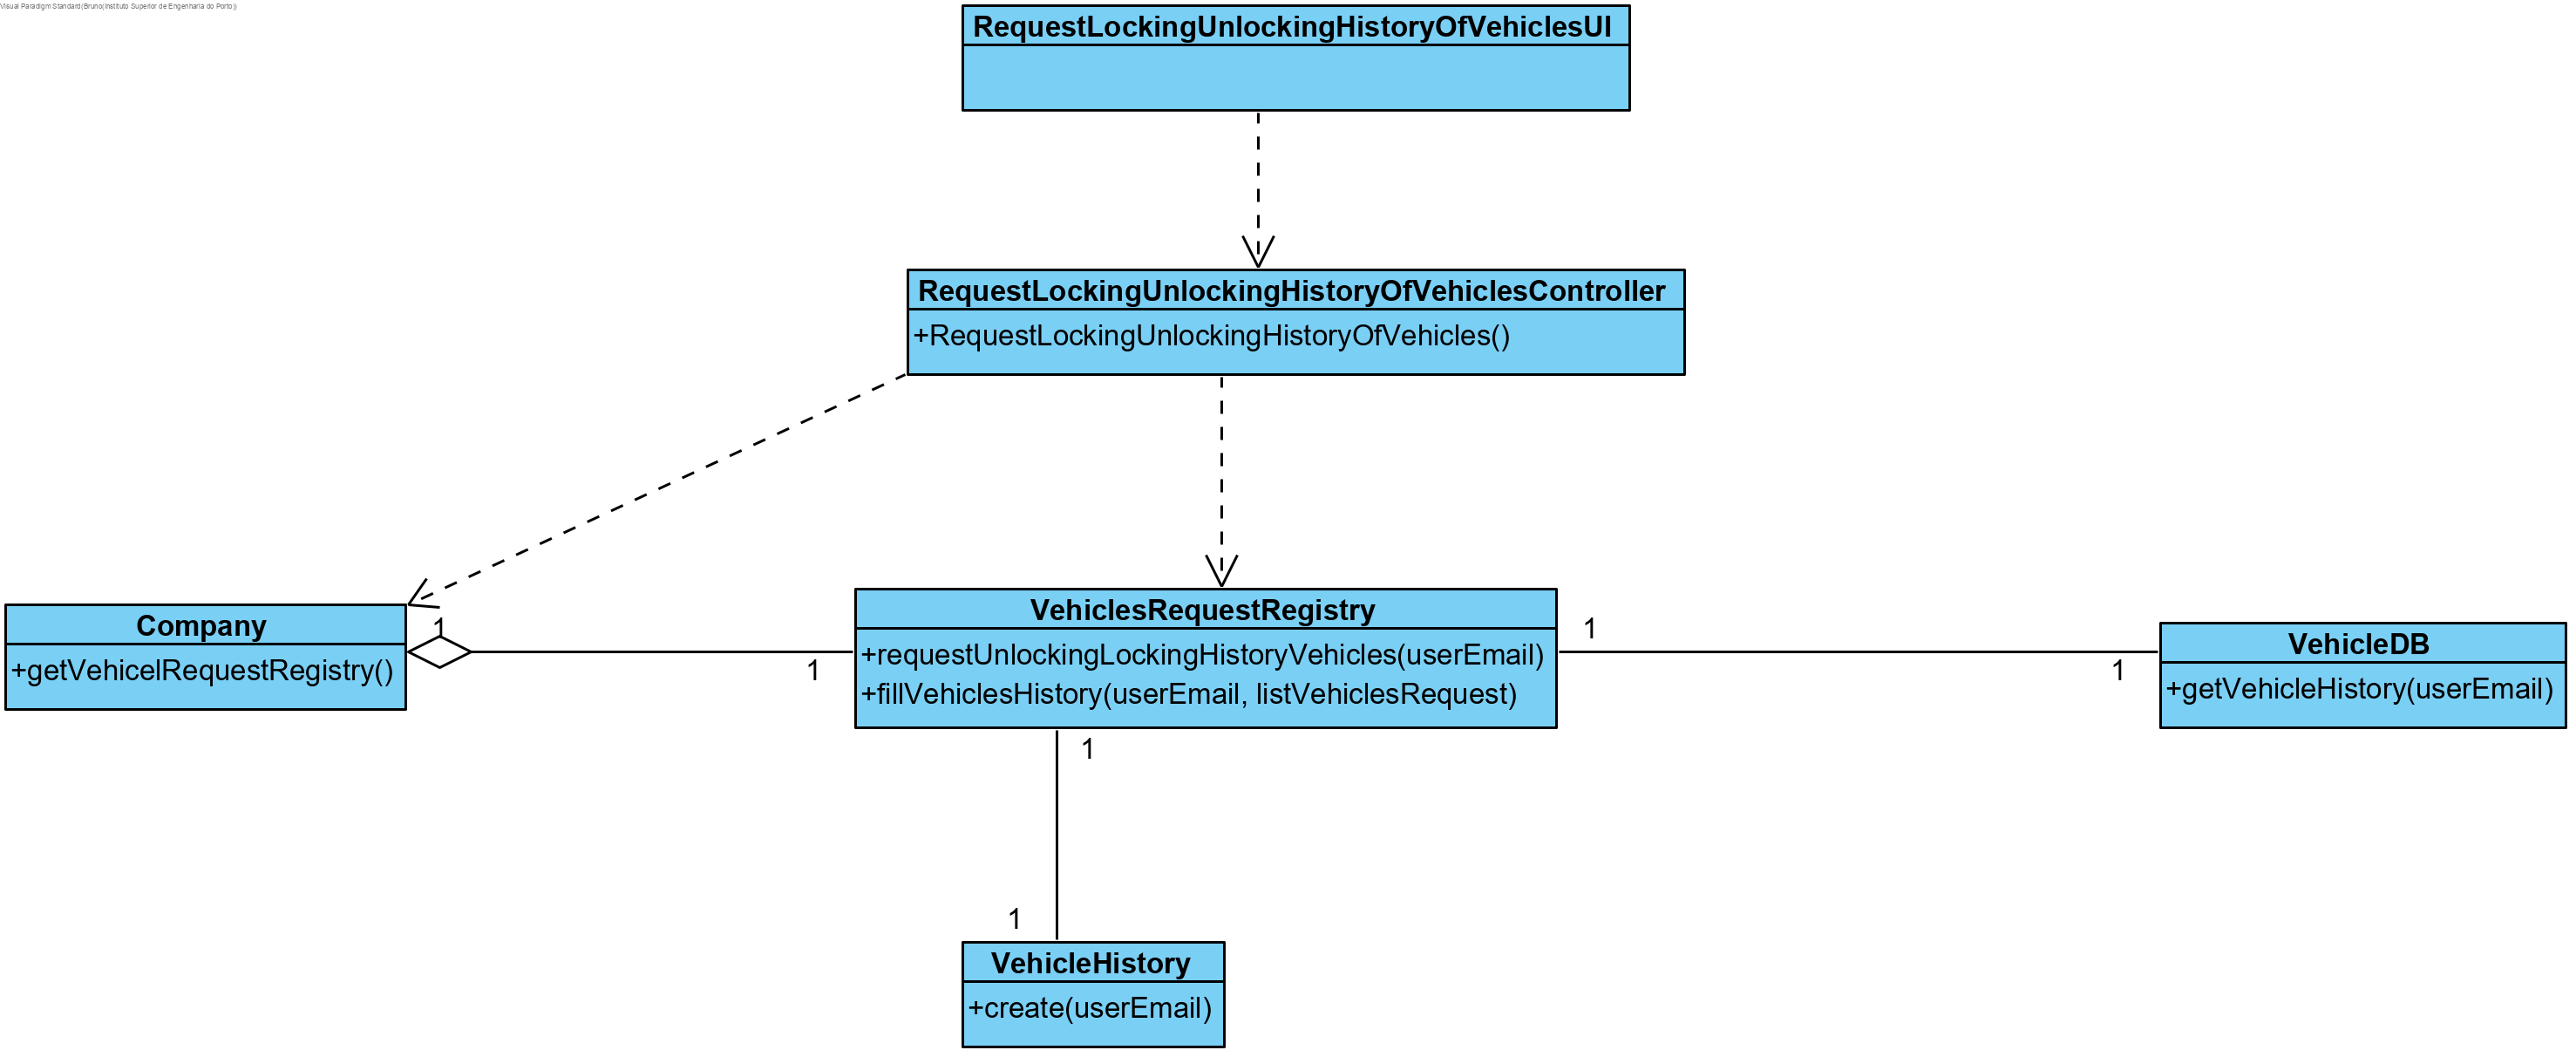 Visual Paradigm Standard(Bruno(Instituto Superior de Engenharia do Porto))
RequestLockingUnlockingHistoryOfVehiclesUI
RequestLockingUnlockingHistoryOfVehiclesController
+RequestLockingUnlockingHistoryOfVehicles()
Company
+getVehicelRequestRegistry()
1
1
VehiclesRequestRegistry
+requestUnlockingLockingHistoryVehicles(userEmail)
+fillVehiclesHistory(userEmail, listVehiclesRequest)
1
1
VehicleDB
+getVehicleHistory(userEmail)
1
1
VehicleHistory
+create(userEmail)